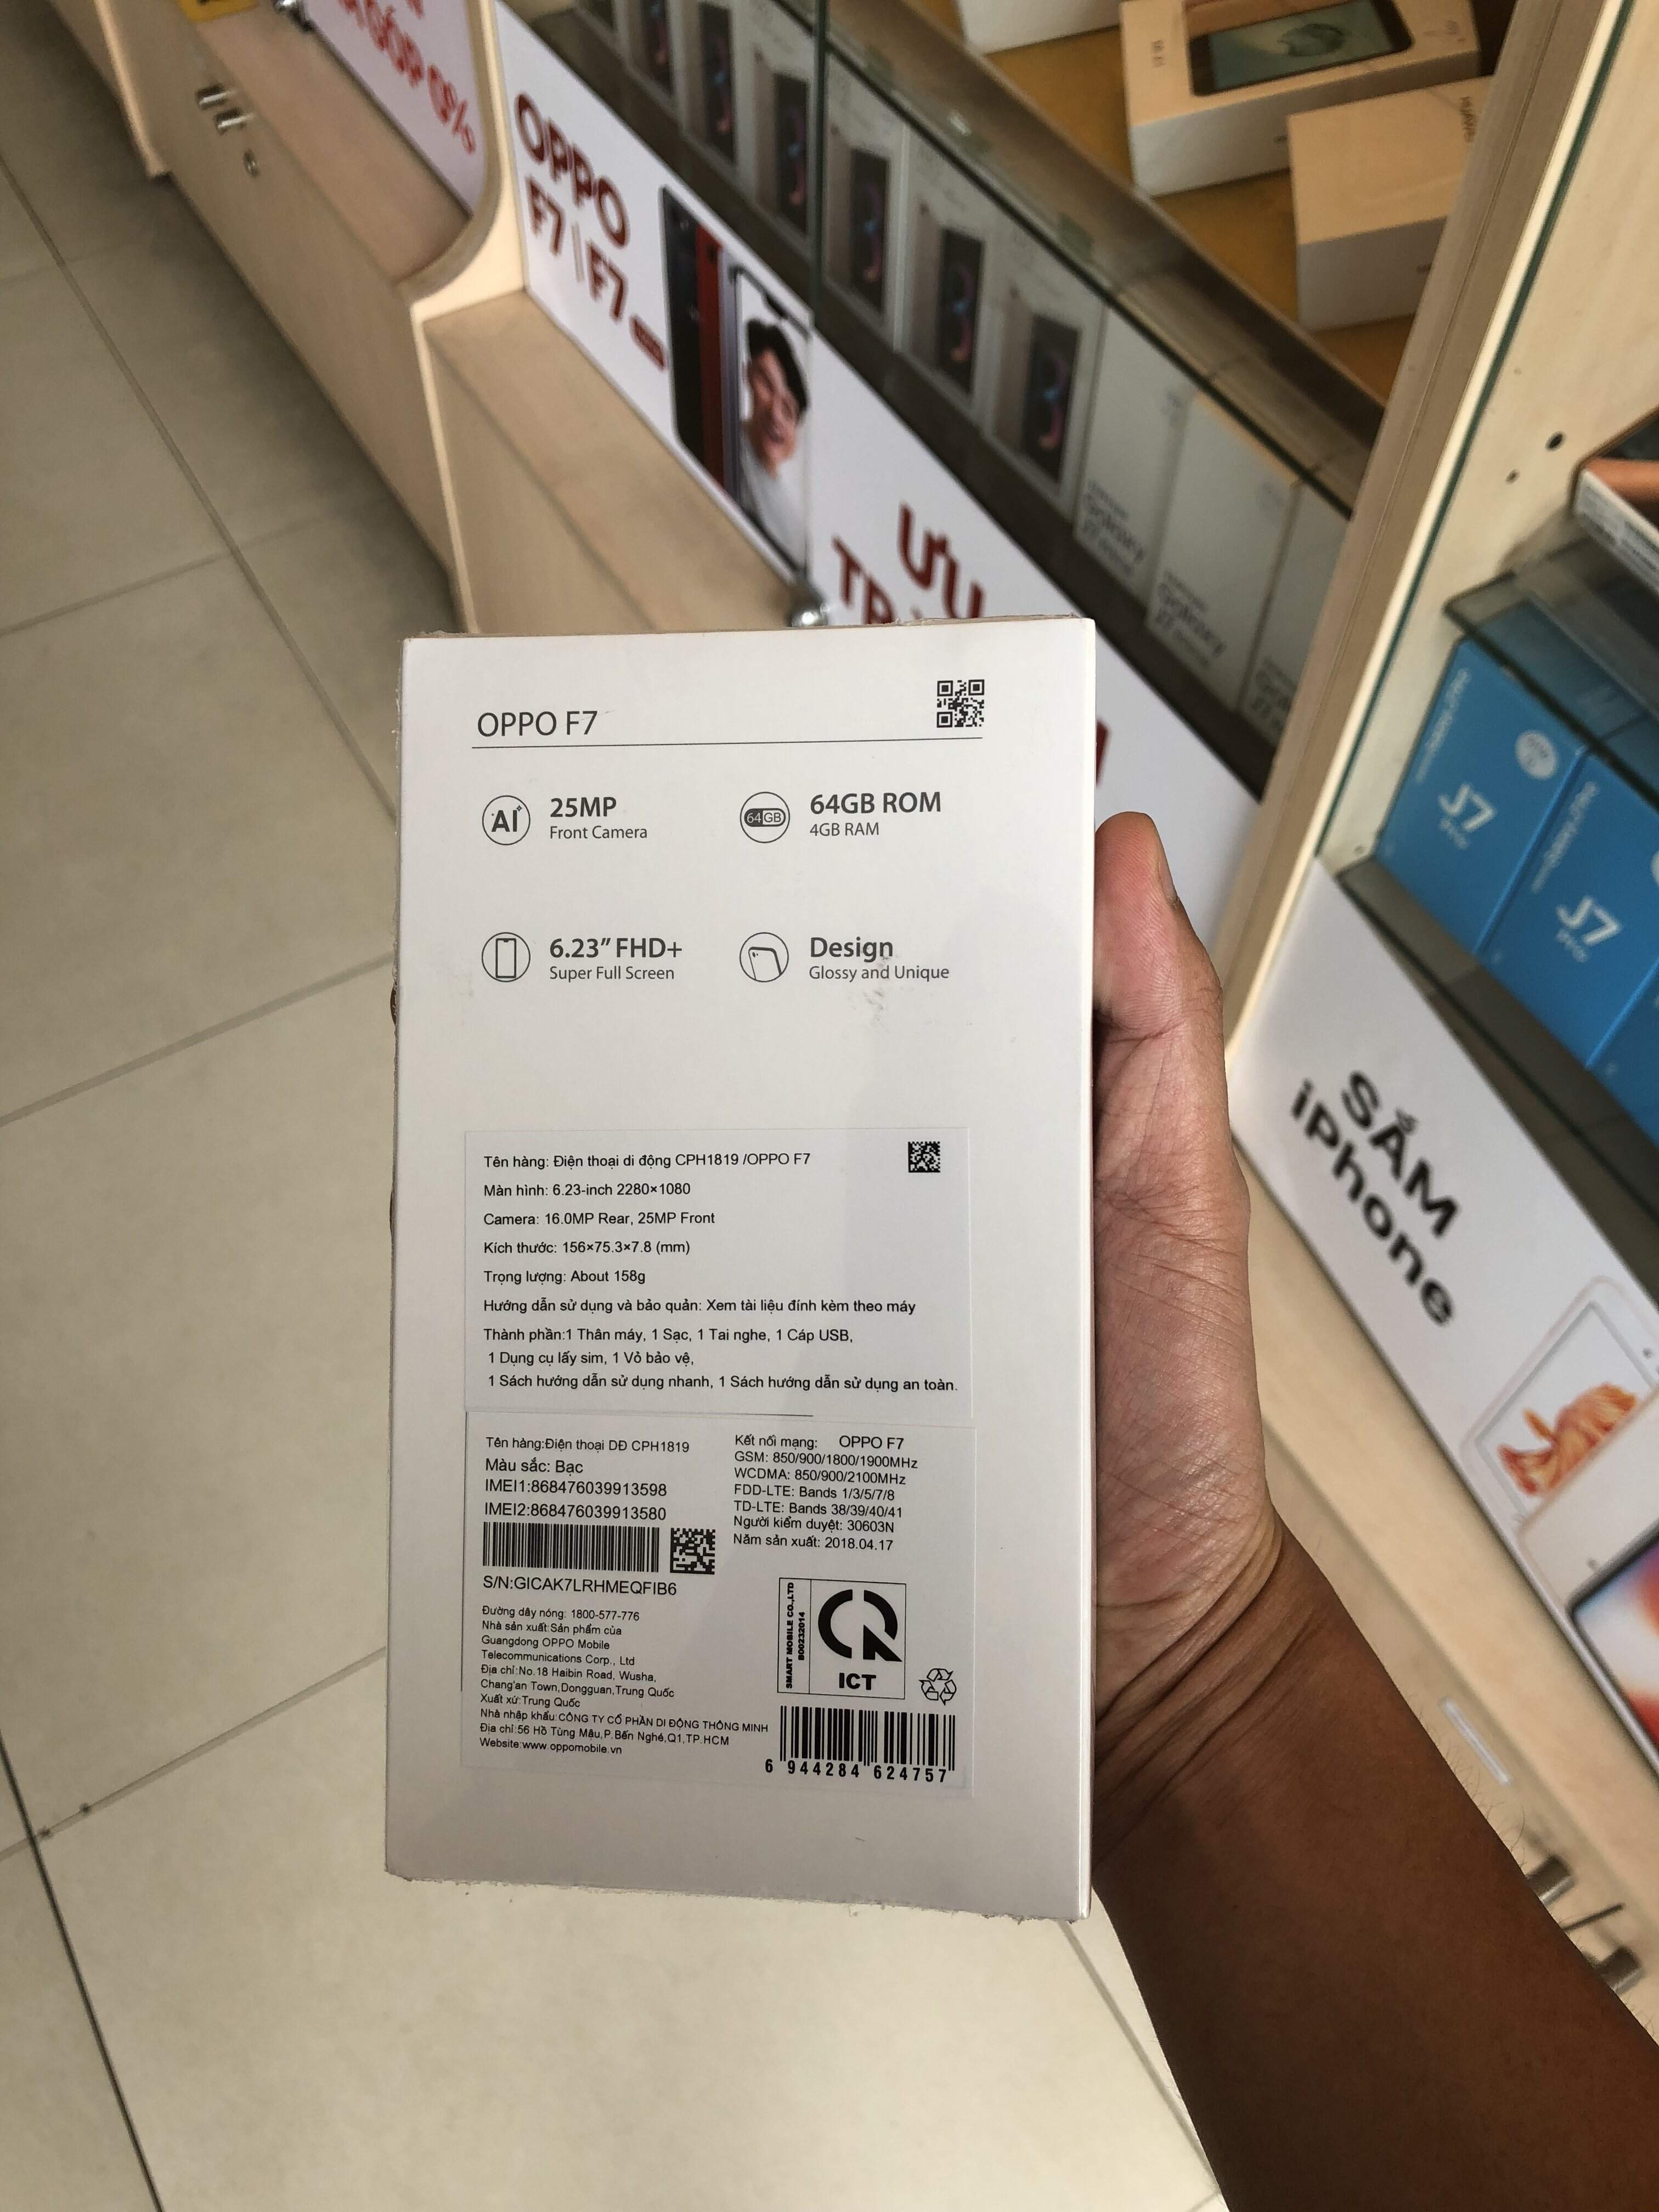 OPPO
F7 | F7
ƯU
OPPO F7
AI
25MP
Front Camera
64GB
64GB ROM
4GB RAM
6.23” FHD+
Super Full Screen
Design
Glossy and Unique
Tên hàng: Điện thoại di động CPH1819 /OPPO F7
Màn hình: 6.23-inch 2280×1080
Camera: 16.0MP Rear, 25MP Front
Kích thước: 156×75.3×7.8 (mm)
Trọng lượng: About 158g
Hướng dẫn sử dụng và bảo quản: Xem tài liệu đính kèm theo máy
Thành phần:1 Thân máy, 1 Sạc, 1 Tai nghe, 1 Cáp USB,
1 Dụng cụ lấy sim, 1 Vỏ bảo vệ,
1 Sách hướng dẫn sử dụng nhanh, 1 Sách hướng dẫn sử dụng an toàn.
Tên hàng:Điện thoại DĐ CPH1819
Màu sắc: Bạc
IMEI1:868476039913598
IMEI2:868476039913580
S/N:GICAK7LRHMEQFIB6
Đường dây nóng: 1800-577-776
Nhà sản xuất:Sản phẩm của
Guangdong OPPO Mobile
Telecommunications Corp., Ltd
Địa chỉ:No.18 Haibin Road, Wusha,
Chang'an Town,Dongguan,Trung Quốc
Xuất xứ:Trung Quốc
Nhà nhập khẩu:CÔNG TY CỔ PHẦN DI ĐỘNG THÔNG MINH
Địa chỉ:56 Hồ Tùng Mậu,P.Bến Nghé,Q1,TP.HCM
Website:www.oppomobile.vn
Kết nối mạng: OPPO F7
GSM: 850/900/1800/1900MHz
WCDMA: 850/900/2100MHz
FDD-LTE: Bands 1/3/5/7/8
TD-LTE: Bands 38/39/40/41
Người kiểm duyệt: 30603N
Năm sản xuất: 2018.04.17
SMART MOBILE CO.,LTD
B00232014
ICT
6 944284 624757
J7
J7
SẮM
iPhone